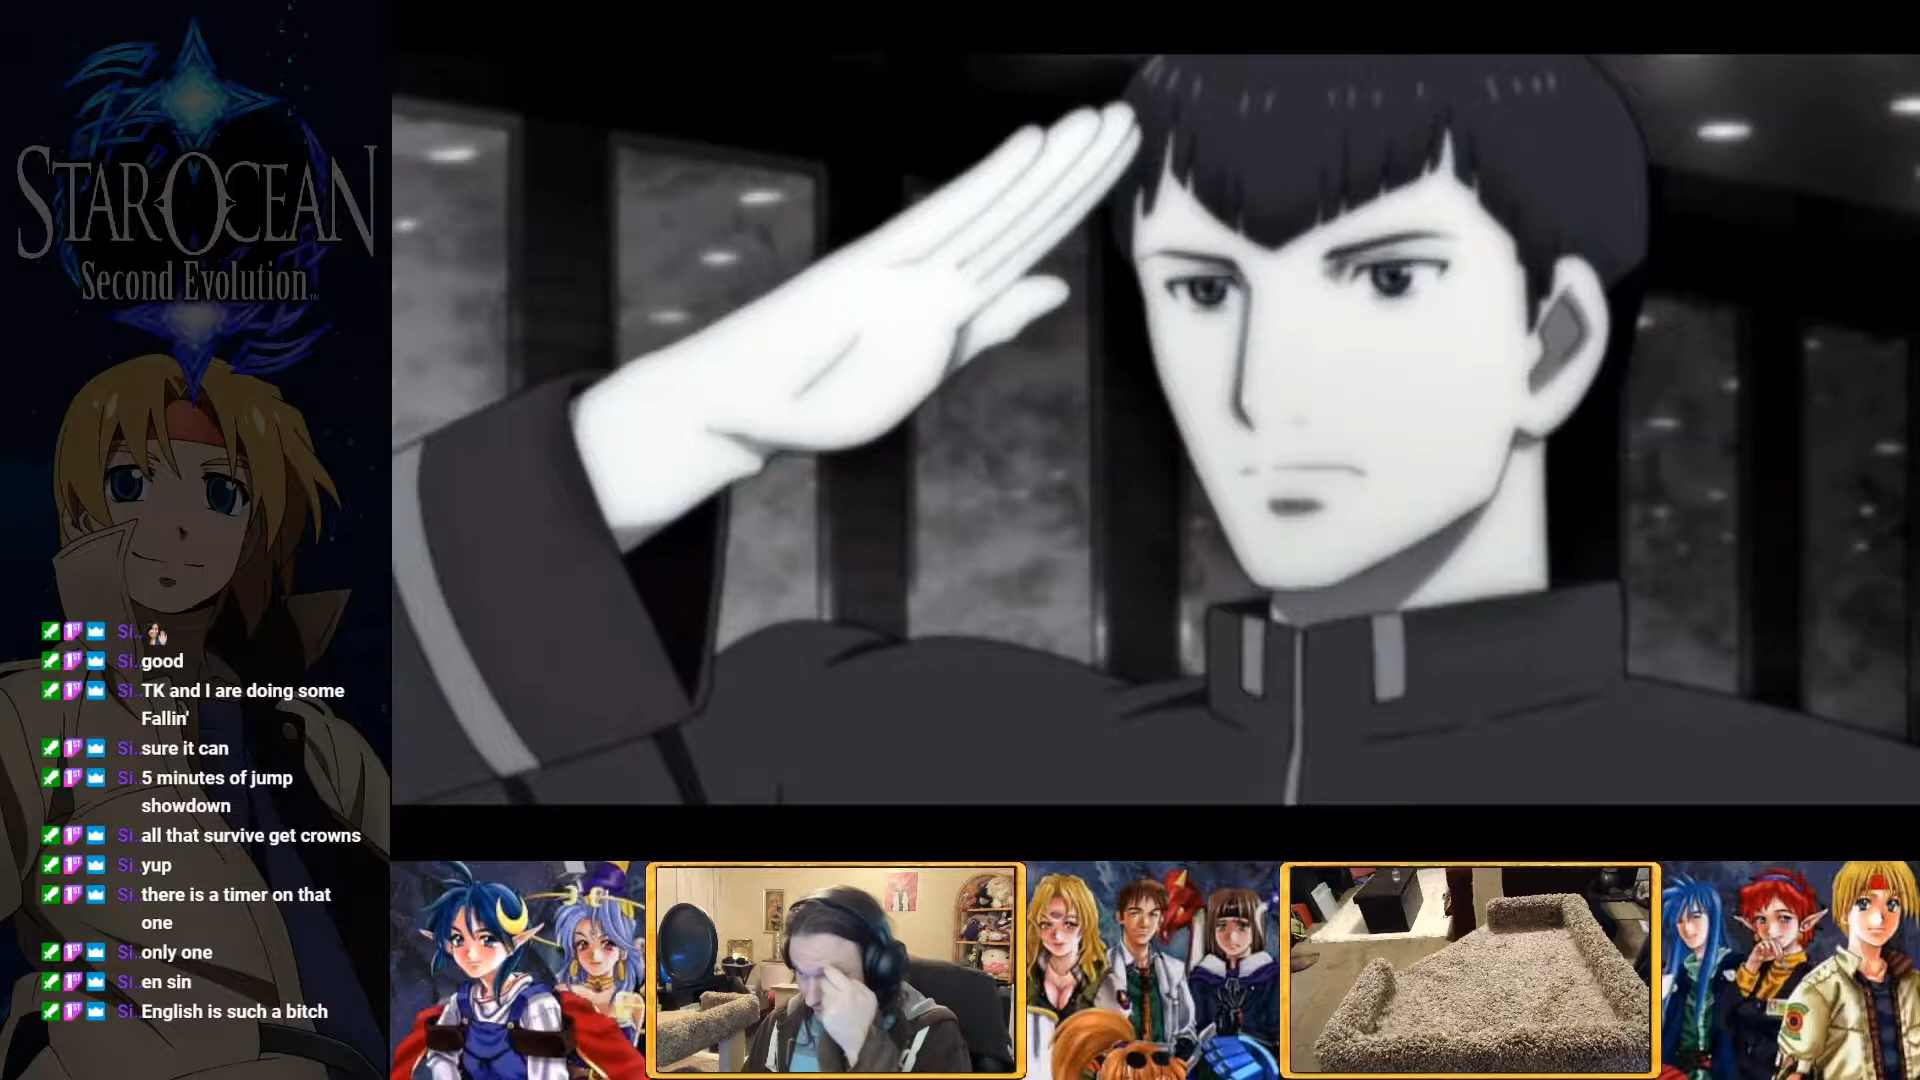 STAR OCEAN
Second Evolution™
Si..
Si..good
Si..TK and I are doing some
Fallin'
Si..sure it can
Si..5 minutes of jump
showdown
Si..all that survive get crowns
Si..yup
Si..there is a timer on that
one
Si..only one
Si..en sin
Si..English is such a bitch